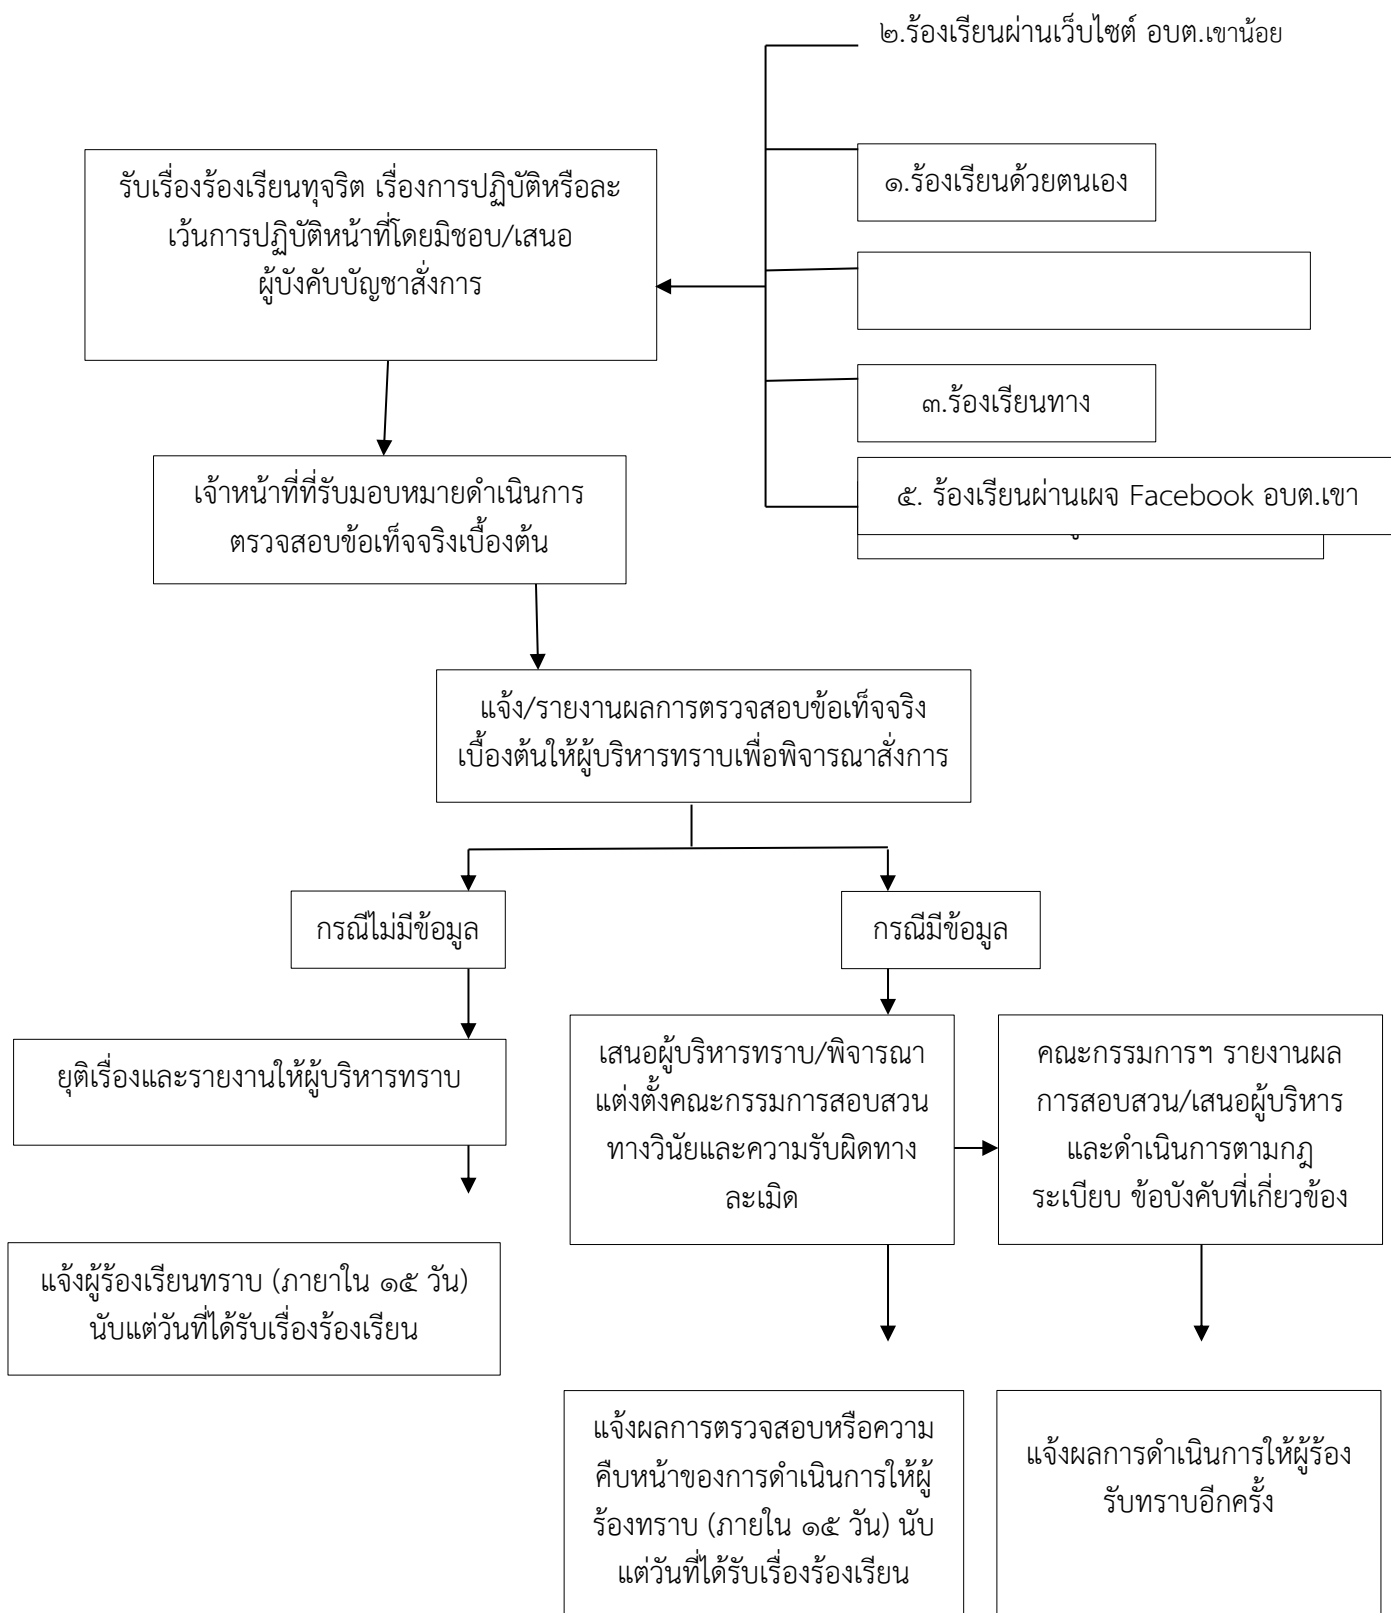 ๒.ร้องเรียนผ่านเว็บไซต์ อบต.เขาน้อย
๑.ร้องเรียนด้วยตนเอง
รับเรื่องร้องเรียนทุจริต เรื่องการปฏิบัติหรือละ
เว้นการปฏิบัติหน้าที่โดยมิชอบ/เสนอ
ผู้บังคับบัญชาสั่งการ
๓.ร้องเรียนทาง
๕. ร้องเรียนผ่านเผจ Facebook อบต.เขา
เจ้าหน้าที่ที่รับมอบหมายดำเนินการ
ตรวจสอบข้อเท็จจริงเบื้องต้น
แจ้ง/รายงานผลการตรวจสอบข้อเท็จจริง
เบื้องต้นให้ผู้บริหารทราบเพื่อพิจารณาสั่งการ
กรณีไม่มีข้อมูล
กรณีมีข้อมูล
ยุติเรื่องและรายงานให้ผู้บริหารทราบ
เสนอผู้บริหารทราบ/พิจารณา
แต่งตั้งคณะกรรมการสอบสวน
ทางวินัยและความรับผิดทาง
ละเมิด
คณะกรรมการฯ รายงานผล
การสอบสวน/เสนอผู้บริหาร
และดำเนินการตามกฎ
ระเบียบ ข้อบังคับที่เกี่ยวข้อง
แจ้งผู้ร้องเรียนทราบ (ภายาใน ๑๕ วัน)
นับแต่วันที่ได้รับเรื่องร้องเรียน
แจ้งผลการตรวจสอบหรือความ
คืบหน้าของการดำเนินการให้ผู้
ร้องทราบ (ภายใน ๑๕ วัน) นับ
แต่วันที่ได้รับเรื่องร้องเรียน
แจ้งผลการดำเนินการให้ผู้ร้อง
รับทราบอีกครั้ง